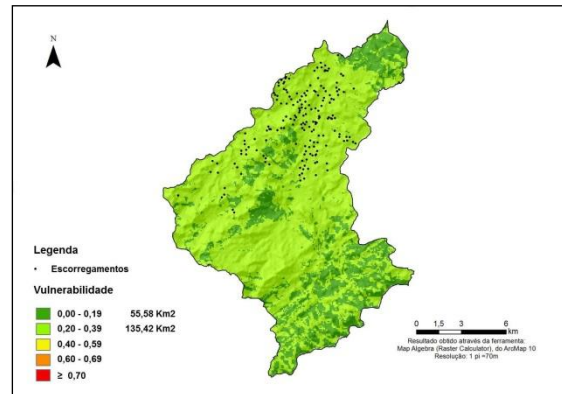 N
Legenda
Escorregamentos
Vulnerabilidade
0,00 - 0,19 55,58 Km2
0,20 - 0,39 135,42 Km2
0,40 - 0,59
0,60 - 0,69
≥ 0,70
0 1,5 3 6
km
Resultado obtido através da ferramenta:
Map Algebra (Raster Calculator), do ArcMap 10
Resolução: 1 pi =70m